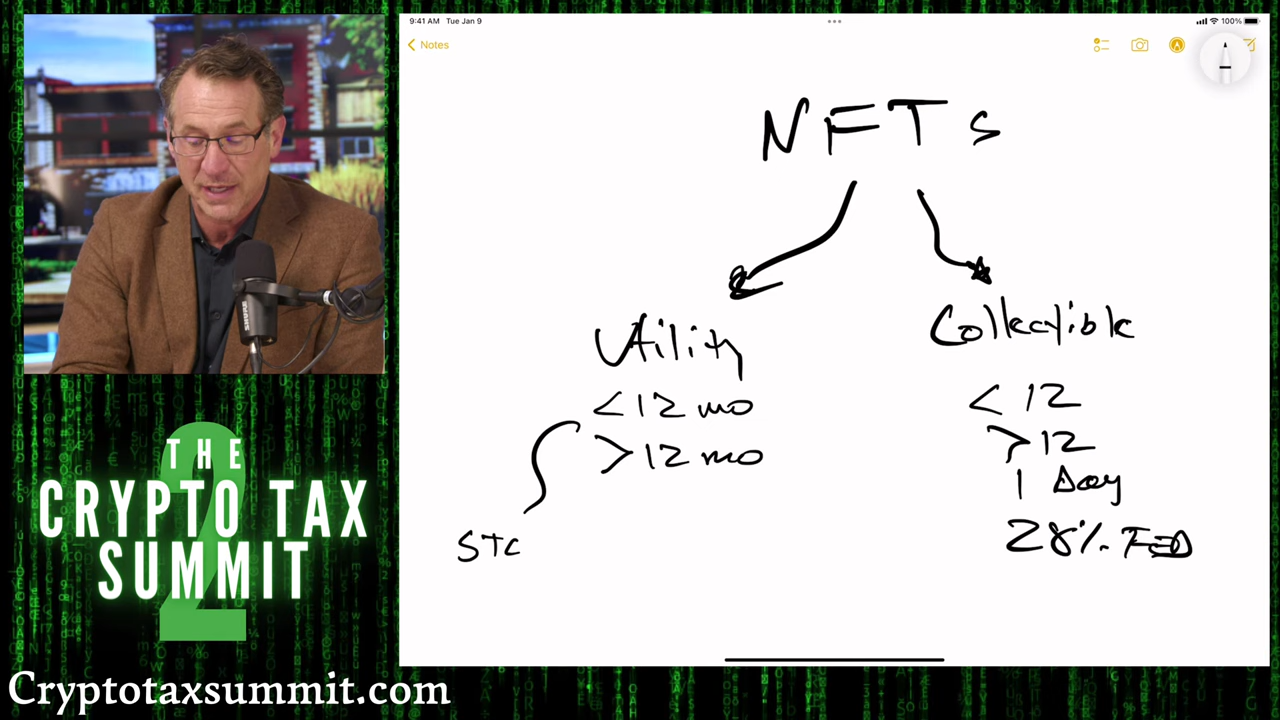 9:41 AM Tue Jan 9
100%
Notes
NFTs
Utility
Collectible
< 12 mo
< 12
> 12 mo
> 12
1 Day
STC
28% FED
SHURE
THE
2
CRYPTO TAX
SUMMIT
Cryptotaxsummit.com